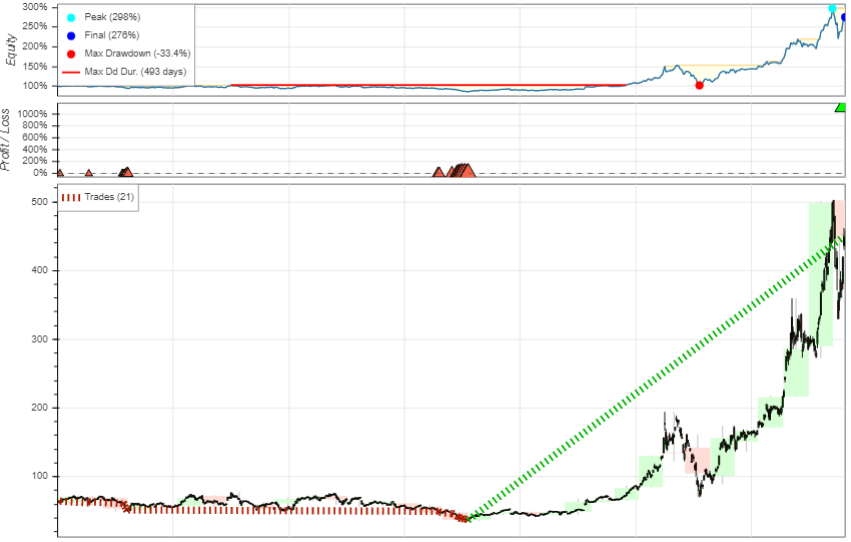 300%
250%
200%
150%
100%
Equity
Peak (298%)
Final (276%)
Max Drawdown (-33.4%)
Max Dd Dur. (493 days)
1000%
800%
600%
400%
200%
0%
Profit / Loss
Trades (21)
500
400
300
200
100